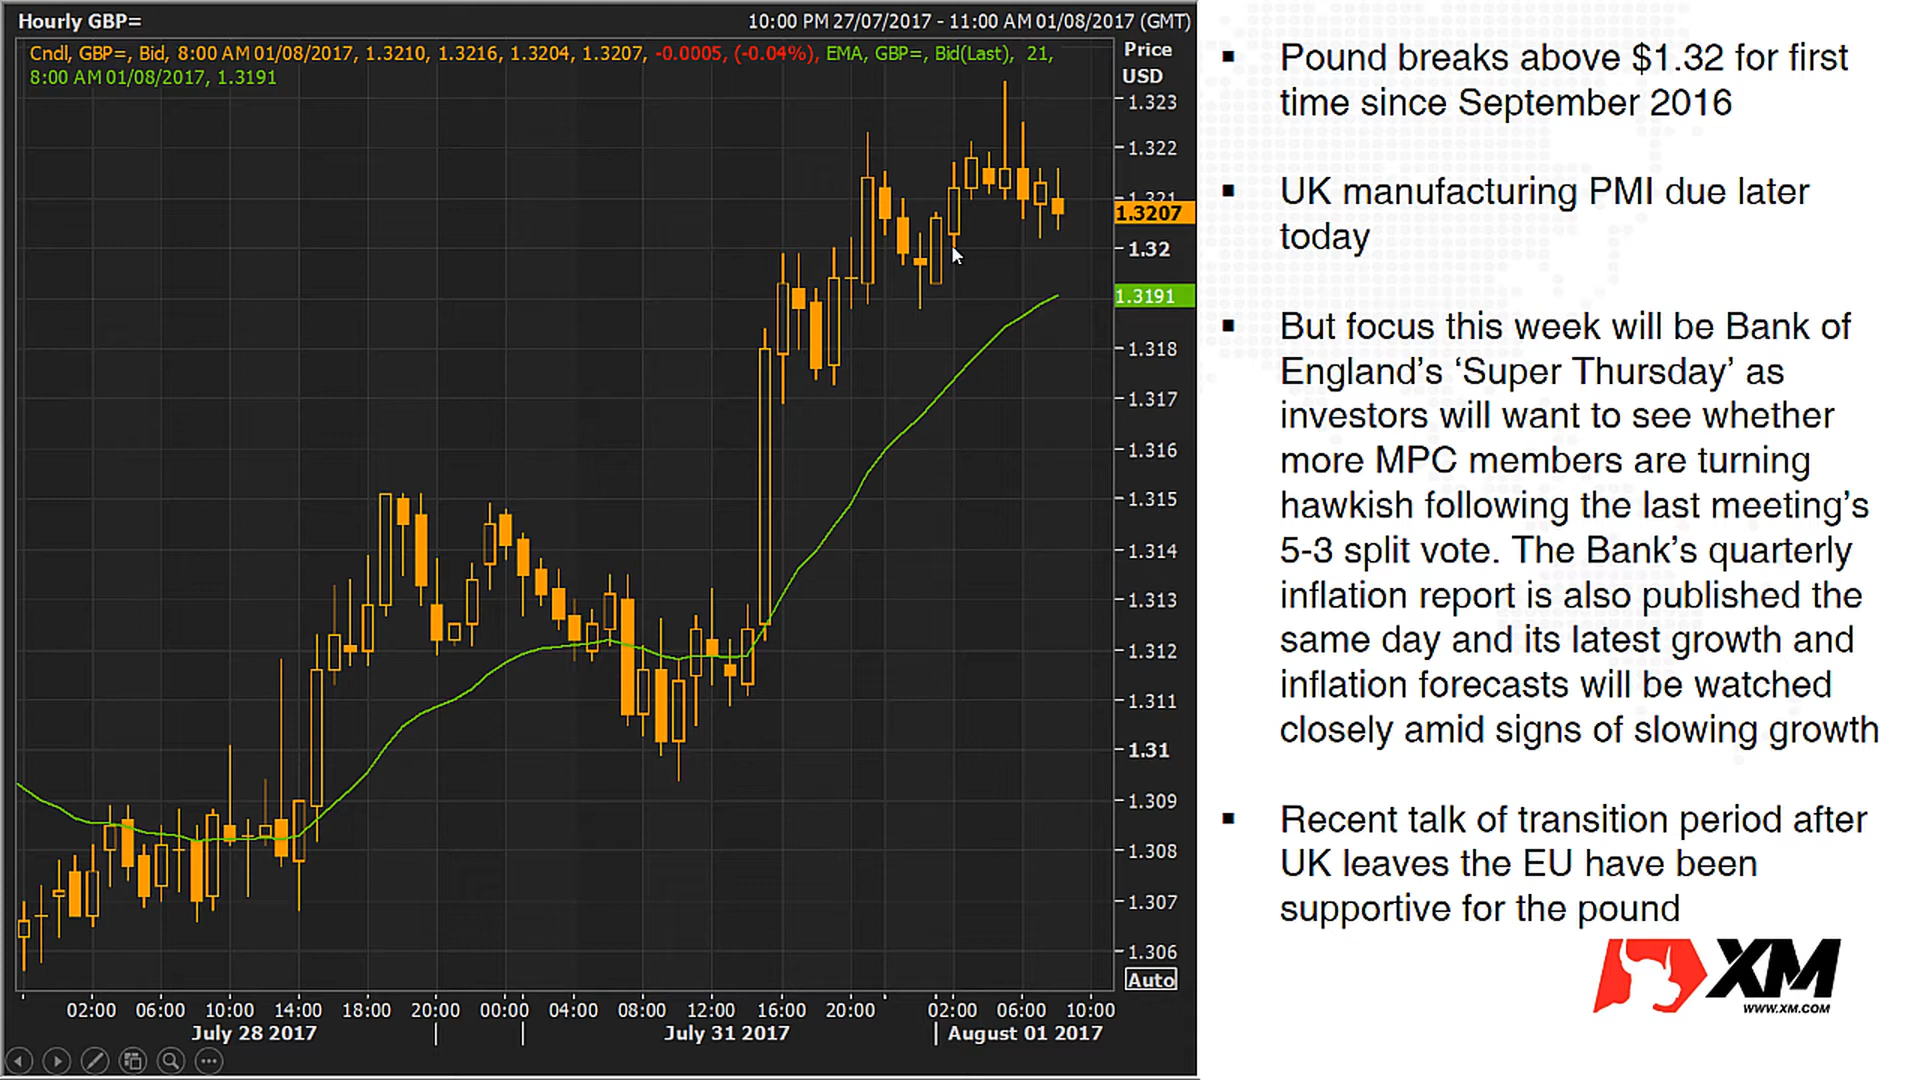 Hourly GBP=
10:00 PM 27/07/2017 - 11:00 AM 01/08/2017 (GMT)
Cndl, GBP=, Bid, 8:00 AM 01/08/2017, 1.3210, 1.3216, 1.3204, 1.3207, -0.0005, (-0.04%), EMA, GBP=, Bid(Last), 21,
8:00 AM 01/08/2017, 1.3191
Price
USD
1.323
1.322
1.321
1.3207
1.32
1.3191
1.318
1.317
1.316
1.315
1.314
1.313
1.312
1.311
1.31
1.309
1.308
1.307
1.306
Auto
02:00 06:00 10:00 14:00 18:00 20:00 00:00 04:00 08:00 12:00 16:00 20:00 02:00 06:00 10:00
July 28 2017 July 31 2017 August 01 2017
▪ Pound breaks above $1.32 for first
time since September 2016
▪ UK manufacturing PMI due later
today
▪ But focus this week will be Bank of
England’s ‘Super Thursday’ as
investors will want to see whether
more MPC members are turning
hawkish following the last meeting’s
5-3 split vote. The Bank’s quarterly
inflation report is also published the
same day and its latest growth and
inflation forecasts will be watched
closely amid signs of slowing growth
▪ Recent talk of transition period after
UK leaves the EU have been
supportive for the pound
XM
WWW.XM.COM